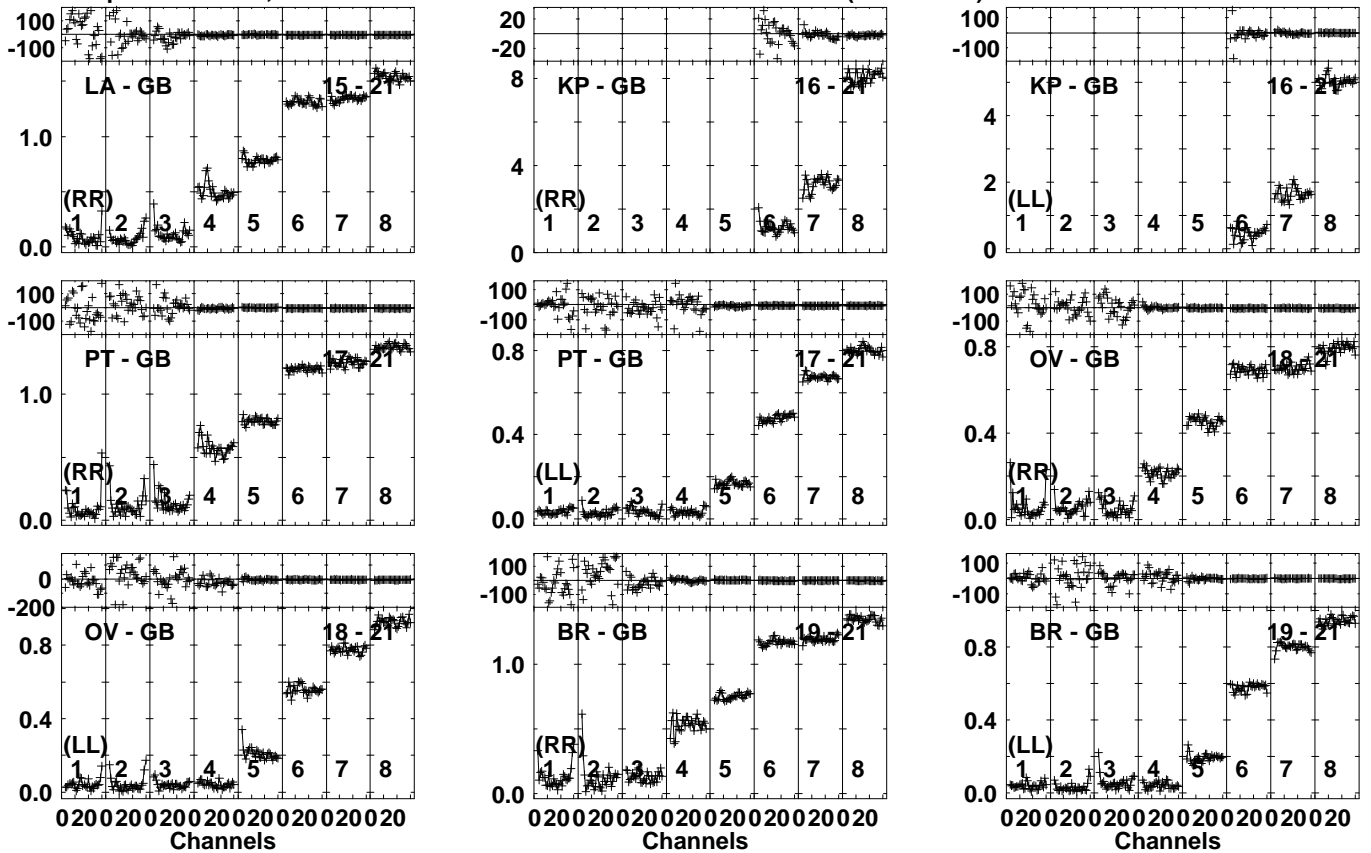 100
-100
LA - GB 15 - 21
1.0
(RR)
1 2 3 4 5 6 7 8
0.0
20
-20
8
KP - GB 16 - 21
4
(RR)
1 2 3 4 5 6 7 8
0
100
-100
KP - GB 16 - 21
4
2
(LL)
1 2 3 4 5 6 7 8
0
100
-100
PT - GB 17 - 21
1.0
(RR)
1 2 3 4 5 6 7 8
0.0
100
-100
0.8
PT - GB 17 - 21
0.4
(LL)
1 2 3 4 5 6 7 8
0.0
100
-100
0.8
OV - GB 18 - 21
0.4
(RR)
1 2 3 4 5 6 7 8
0.0
0
-200
OV - GB 18 - 21
0.8
0.4
(LL)
1 2 3 4 5 6 7 8
0.0
0 20 0 20 0 20 0 20 0 20 0 20 0 20 0 20
Channels
100
-100
BR - GB 19 - 21
1.0
(RR)
1 2 3 4 5 6 7 8
0.0
0 20 0 20 0 20 0 20 0 20 0 20 0 20 0 20
Channels
100
-100
BR - GB 19 - 21
0.8
0.4
(LL)
1 2 3 4 5 6 7 8
0.0
0 20 0 20 0 20 0 20 0 20 0 20 0 20 0 20
Channels